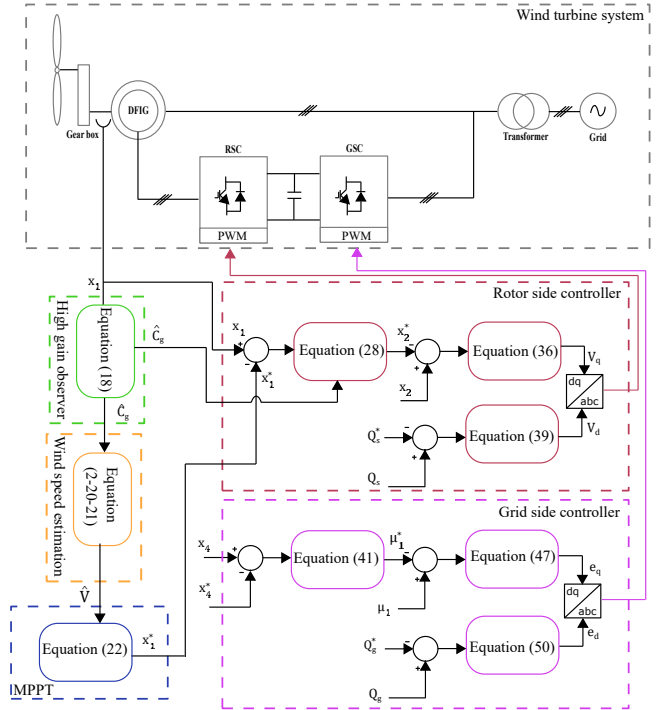 Wind turbine system
DFIG
Gear box
Transformer
Grid
RSC
GSC
PWM
PWM
x₁
High gain observer
Equation (18)
Ĉg
Ĉg
Wind speed estimation
Equation (2-20-21)
V̂
MPPT
Equation (22)
x₁*
Rotor side controller
x₁
+
-
x₁*
Equation (28)
x₂*
-
+
x₂
Equation (36)
Vq
dq
abc
Vd
Qs*
-
+
Qs
Equation (39)
Grid side controller
x₄
+
-
x₄*
Equation (41)
μ₁*
-
+
μ₁
Equation (47)
eq
dq
abc
ed
Qg*
-
+
Qg
Equation (50)